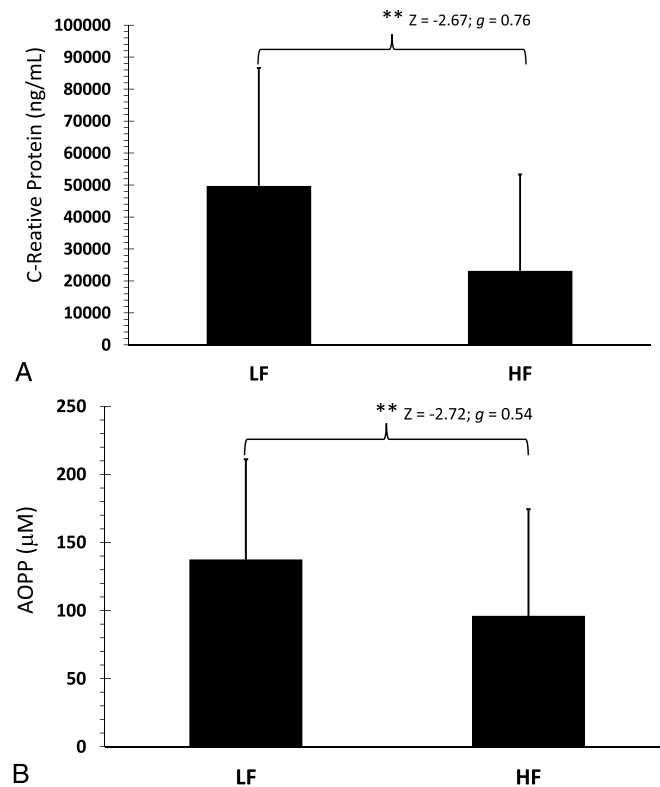 ** Z = -2.67; g = 0.76
100000
90000
80000
70000
60000
50000
40000
30000
20000
10000
0
C-Reative Protein (ng/mL)
LF HF
A
** Z = -2.72; g = 0.54
250
200
150
100
50
0
AOPP (μM)
LF HF
B